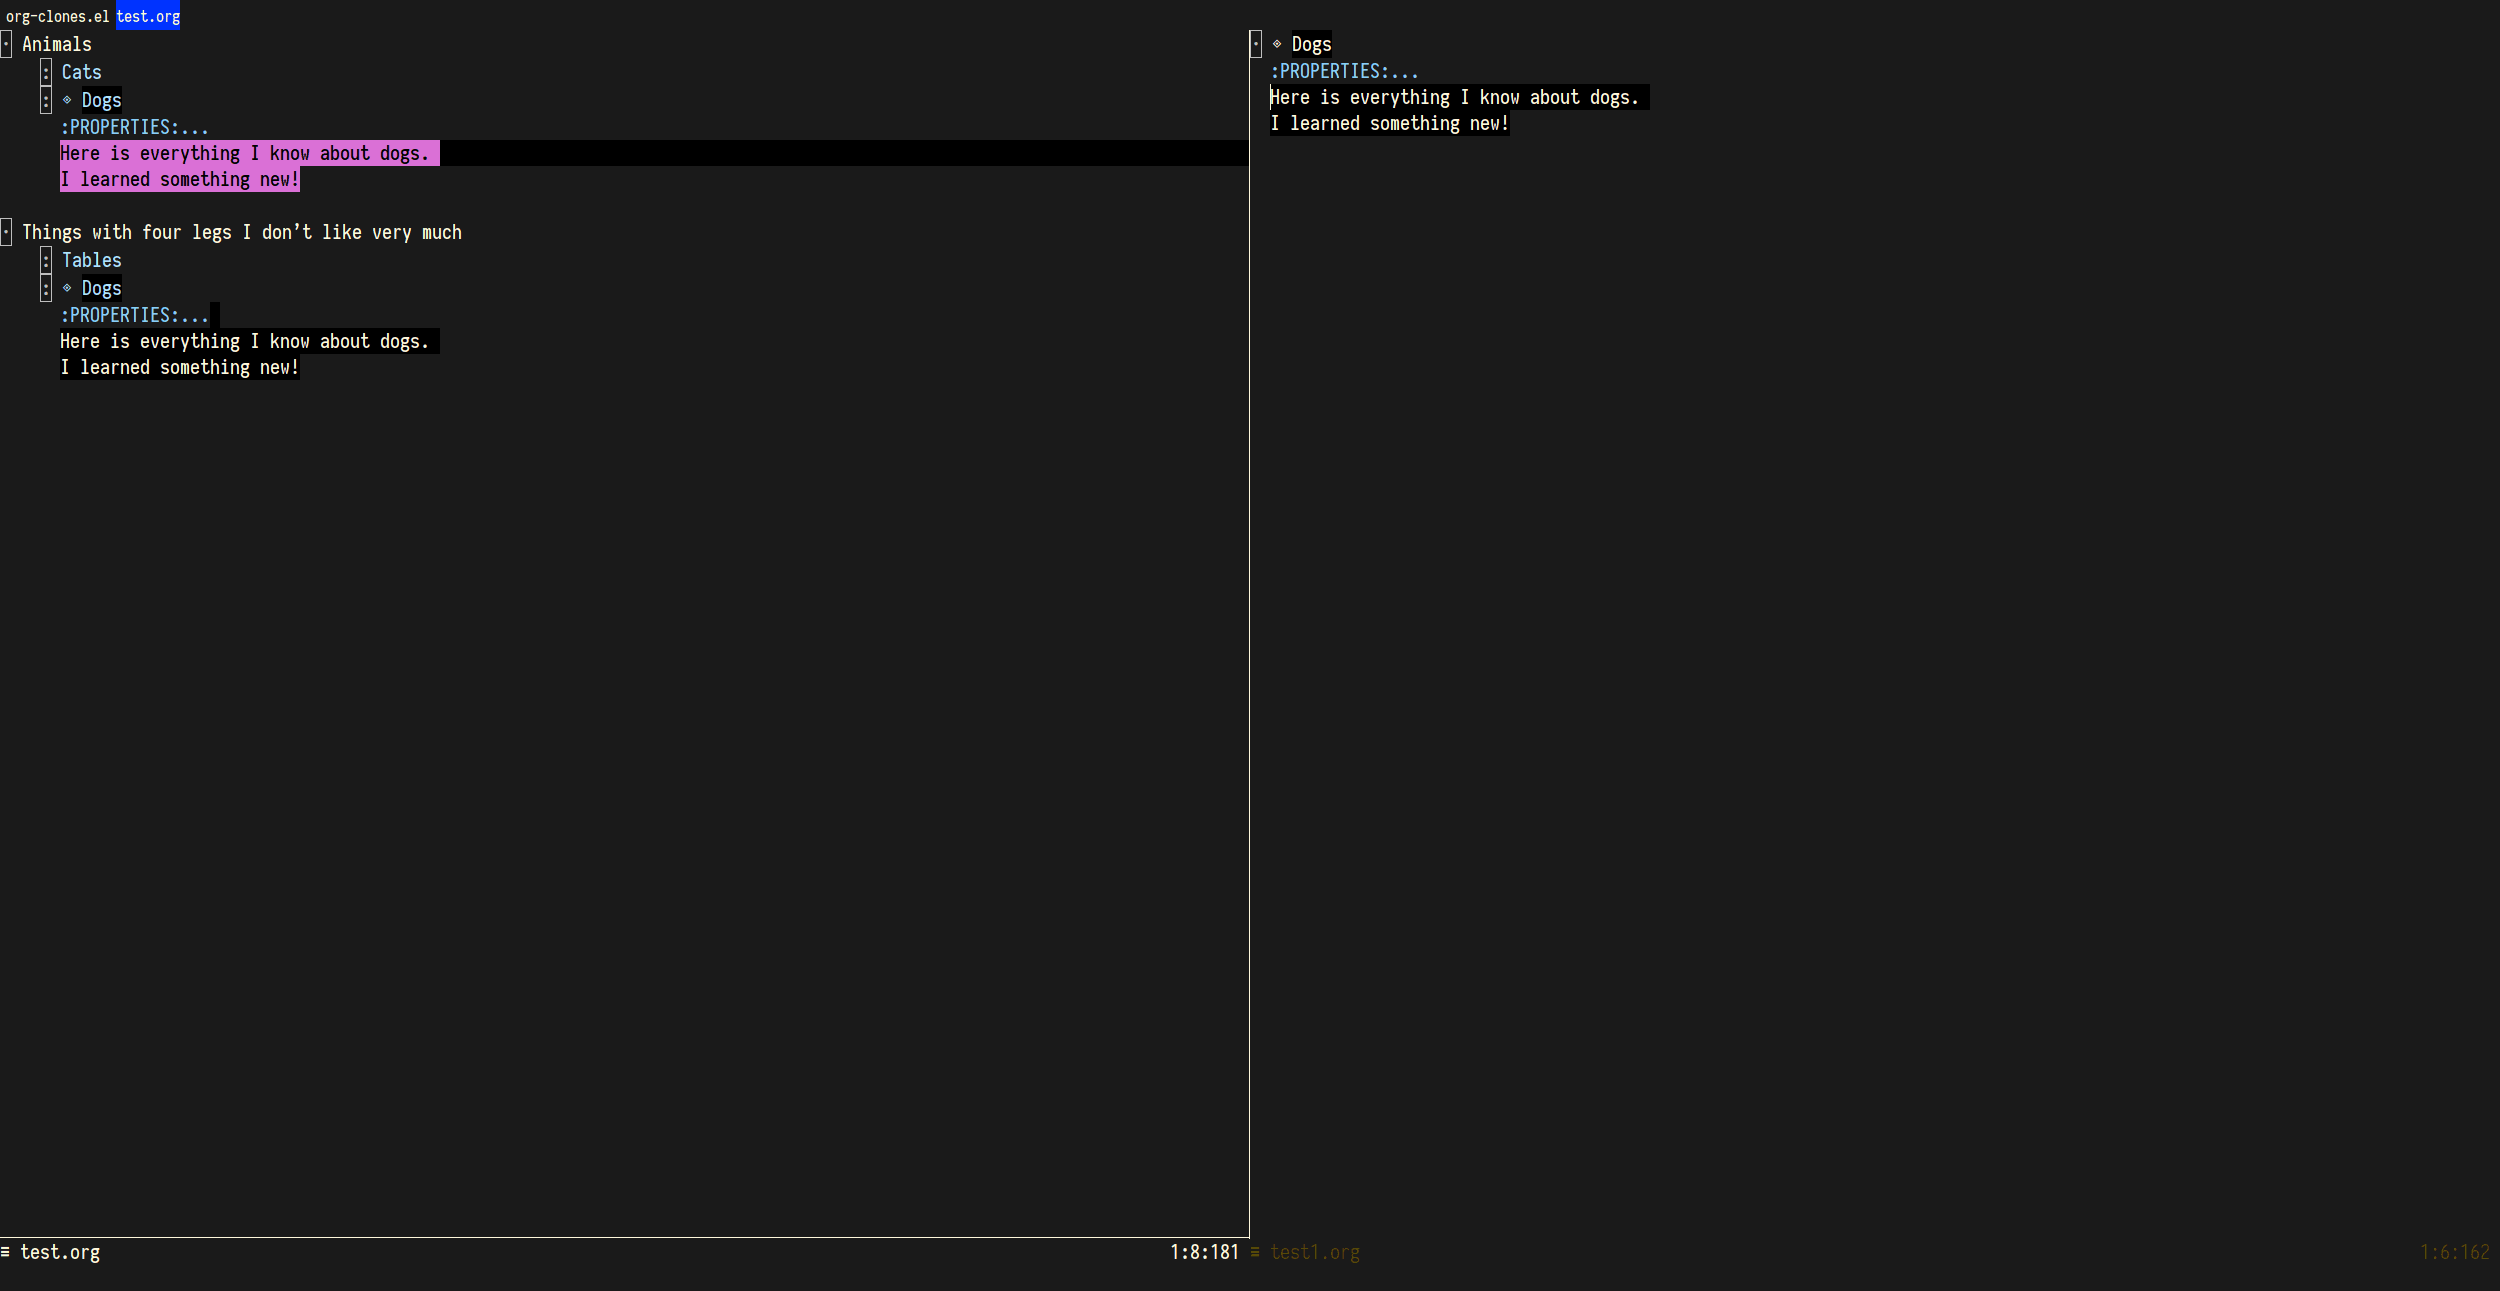 org-clones.el test.org
Animals
: Cats
: ◈ Dogs
:PROPERTIES:...
Here is everything I know about dogs.
I learned something new!
Things with four legs I don’t like very much
: Tables
: ◈ Dogs
:PROPERTIES:...
Here is everything I know about dogs.
I learned something new!
≡ test.org 1:8:181
◈ Dogs
:PROPERTIES:...
Here is everything I know about dogs.
I learned something new!
≡ test1.org 1:6:162